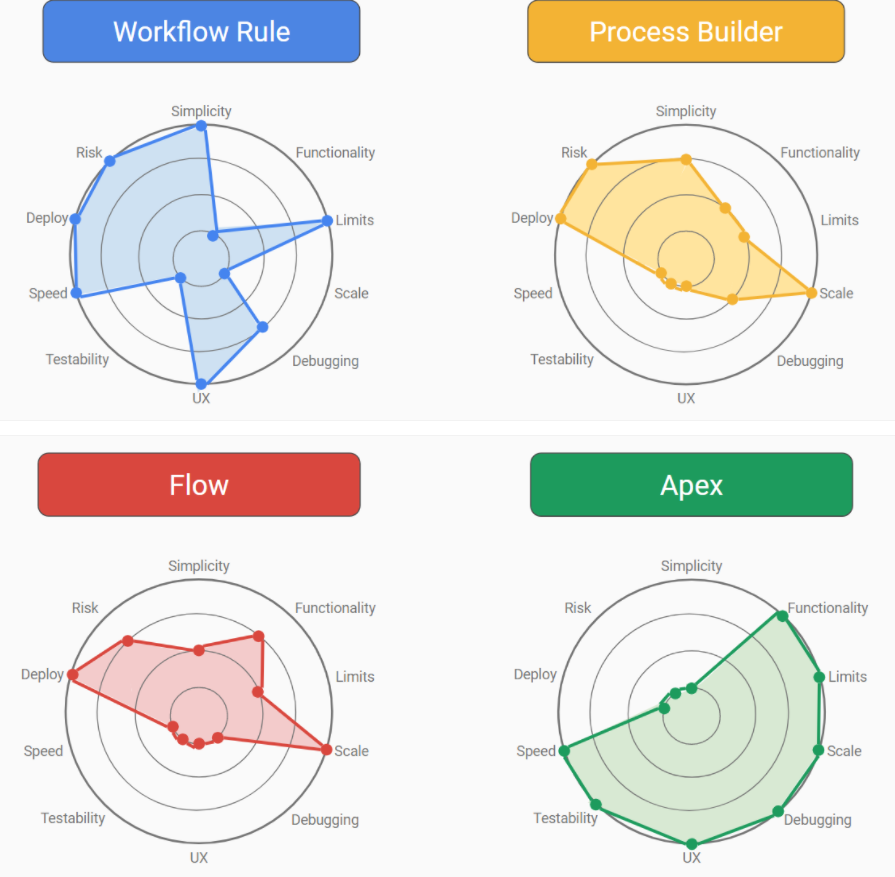 Workflow Rule
Process Builder
Simplicity
Risk
Functionality
Deploy
Limits
Speed
Scale
Testability
Debugging
UX
Simplicity
Risk
Functionality
Deploy
Limits
Speed
Scale
Testability
Debugging
UX
Flow
Apex
Simplicity
Risk
Functionality
Deploy
Limits
Speed
Scale
Testability
Debugging
UX
Simplicity
Risk
Functionality
Deploy
Limits
Speed
Scale
Testability
Debugging
UX